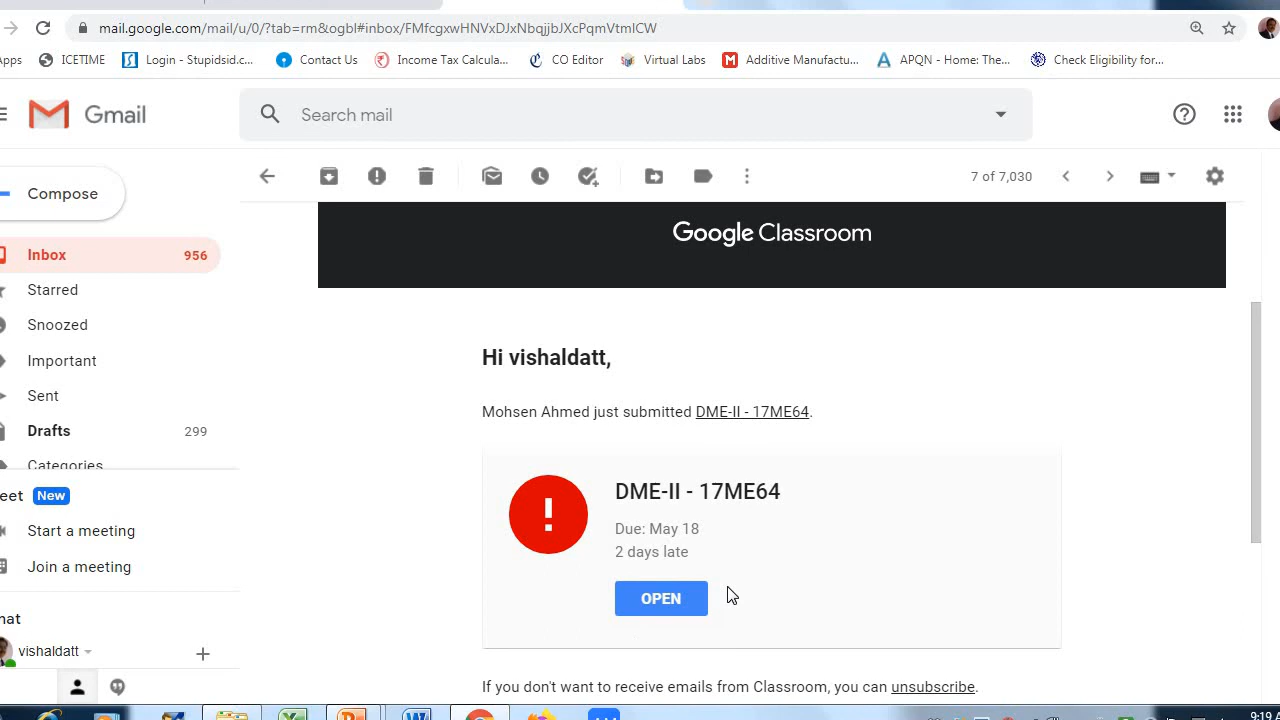 mail.google.com/mail/u/0/?tab=rm&ogbl#inbox/FMfcgxwHNVxDJxNbqjjbJXcPqmVtmlCW
Apps ICETIME Login - Stupidsid.c... Contact Us Income Tax Calcula... CO Editor Virtual Labs Additive Manufactu... APQN - Home: The... Check Eligibility for...
Gmail Search mail
Compose 7 of 7,030
Google Classroom
Inbox 956
Starred
Snoozed
Important
Sent
Drafts 299
Categories
eet New
Start a meeting
Join a meeting
hat
vishaldatt
Hi vishaldatt,
Mohsen Ahmed just submitted DME-II - 17ME64.
DME-II - 17ME64
Due: May 18
2 days late
OPEN
If you don't want to receive emails from Classroom, you can unsubscribe.
9:19